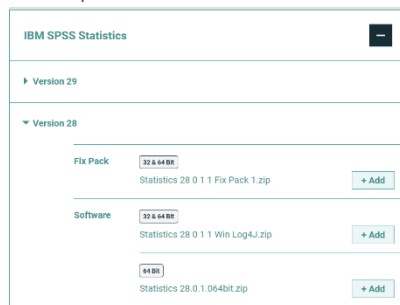 IBM SPSS Statistics
Version 29
Version 28
Fix Pack
32 & 64 Bit
Statistics 28 0 1 1 Fix Pack 1.zip
+ Add
Software
32 & 64 Bit
Statistics 28 0 1 1 Win Log4J.zip
+ Add
64 Bit
Statistics 28.0.1.064bit.zip
+ Add